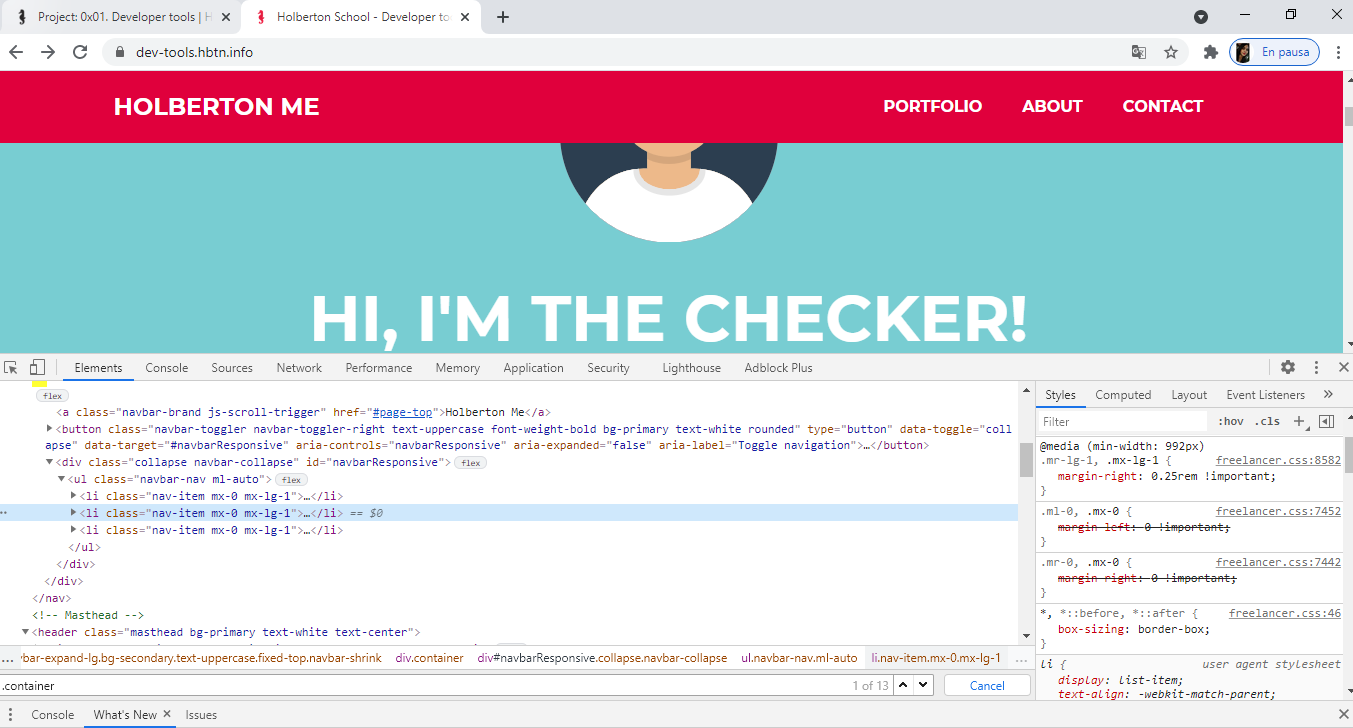 Project: 0x01. Developer tools | H
Holberton School - Developer to
dev-tools.hbtn.info
En pausa
HOLBERTON ME
PORTFOLIO
ABOUT
CONTACT
HI, I'M THE CHECKER!
Elements Console Sources Network Performance Memory Application Security Lighthouse Adblock Plus
flex
<a class="navbar-brand js-scroll-trigger" href="#page-top">Holberton Me</a>
<button class="navbar-toggler navbar-toggler-right text-uppercase font-weight-bold bg-primary text-white rounded" type="button" data-toggle="coll
apse" data-target="#navbarResponsive" aria-controls="navbarResponsive" aria-expanded="false" aria-label="Toggle navigation">…</button>
<div class="collapse navbar-collapse" id="navbarResponsive"> flex
<ul class="navbar-nav ml-auto"> flex
<li class="nav-item mx-0 mx-lg-1">…</li>
<li class="nav-item mx-0 mx-lg-1">…</li> == $0
<li class="nav-item mx-0 mx-lg-1">…</li>
</ul>
</div>
</div>
</nav>
<!-- Masthead -->
<header class="masthead bg-primary text-white text-center">
... vbar-expand-lg.bg-secondary.text-uppercase.fixed-top.navbar-shrink div.container div#navbarResponsive.collapse.navbar-collapse ul.navbar-nav.ml-auto li.nav-item.mx-0.mx-lg-1 ...
.container 1 of 13 Cancel
Styles Computed Layout Event Listeners »
Filter :hov .cls +
@media (min-width: 992px)
.mr-lg-1, .mx-lg-1 { freelancer.css:8582
margin-right: 0.25rem !important;
}
.ml-0, .mx-0 { freelancer.css:7452
margin-left: 0 !important;
}
.mr-0, .mx-0 { freelancer.css:7442
margin-right: 0 !important;
}
*, *::before, *::after { freelancer.css:46
box-sizing: border-box;
}
li { user agent stylesheet
display: list-item;
text-align: -webkit-match-parent;
Console What's New Issues